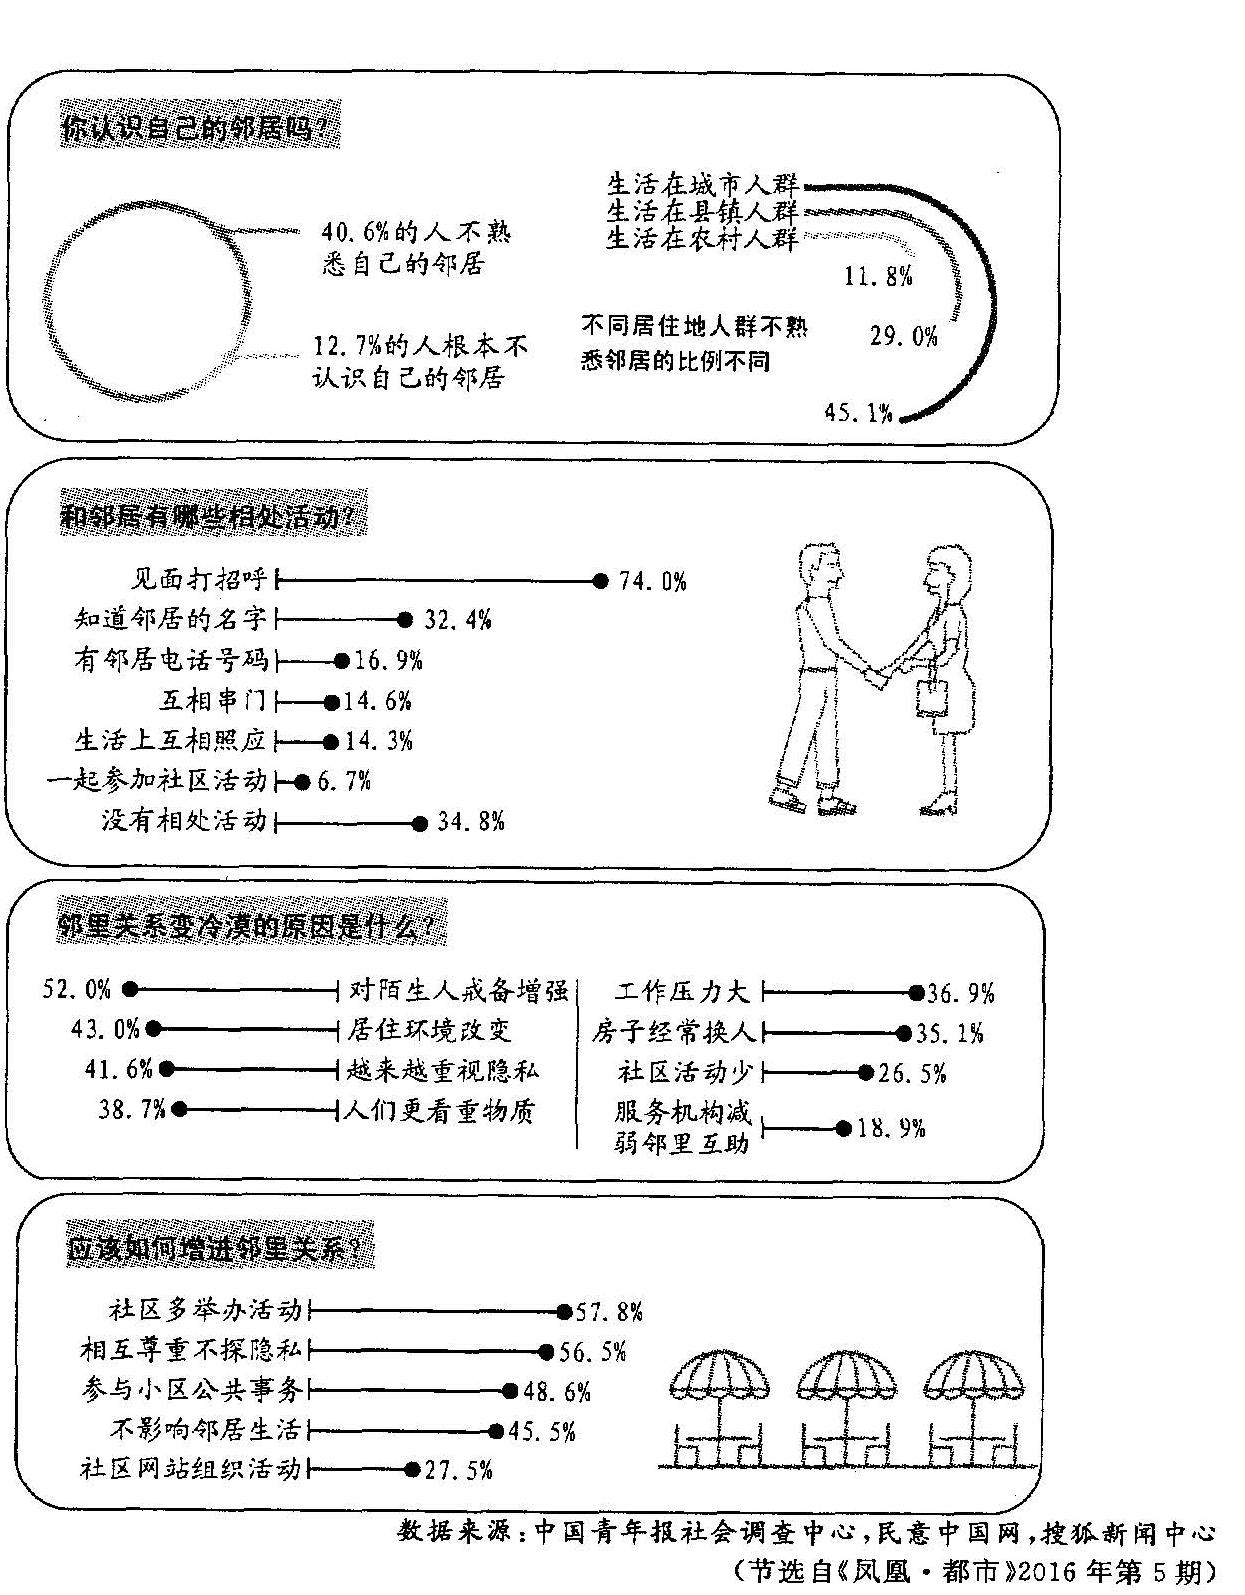 你认识自己的邻居吗？
40.6%的人不熟
悉自己的邻居
12.7%的人根本不
认识自己的邻居
生活在城市人群
生活在县镇人群
生活在农村人群
11.8%
不同居住地人群不熟
悉邻居的比例不同
29.0%
45.1%
和邻居有哪些相处活动？
见面打招呼 74.0%
知道邻居的名字 32.4%
有邻居电话号码 16.9%
互相串门 14.6%
生活上互相照应 14.3%
一起参加社区活动 6.7%
没有相处活动 34.8%
邻里关系变冷漠的原因是什么？
52.0% 对陌生人戒备增强
43.0% 居住环境改变
41.6% 越来越重视隐私
38.7% 人们更看重物质
工作压力大 36.9%
房子经常换人 35.1%
社区活动少 26.5%
服务机构减
弱邻里互助 18.9%
应该如何增进邻里关系？
社区多举办活动 57.8%
相互尊重不探隐私 56.5%
参与小区公共事务 48.6%
不影响邻居生活 45.5%
社区网站组织活动 27.5%
数据来源：中国青年报社会调查中心，民意中国网，搜狐新闻中心
（节选自《凤凰·都市》2016年第5期）